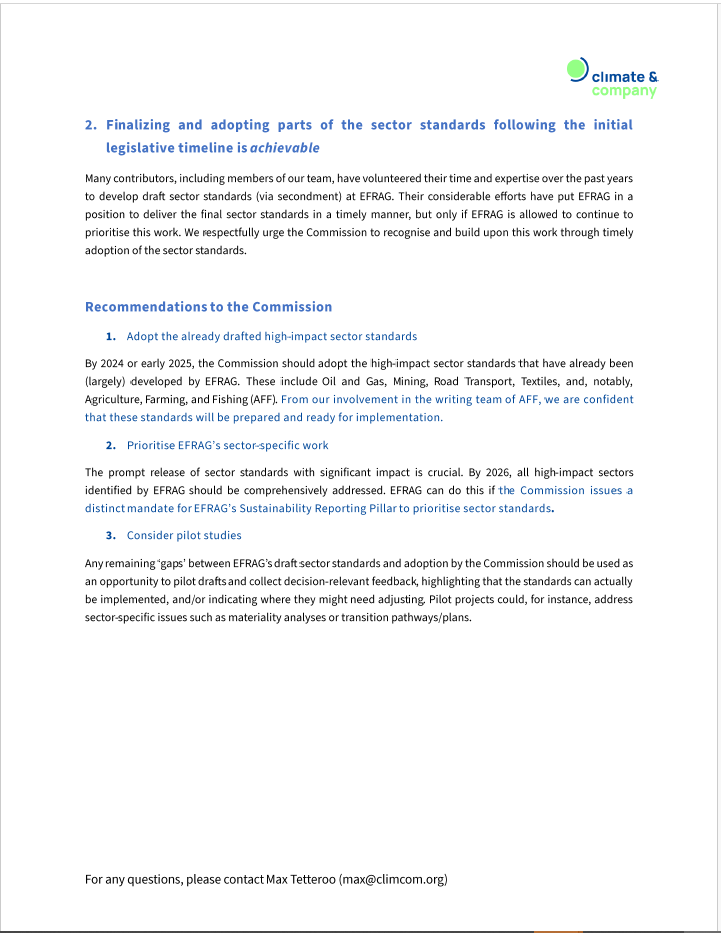 climate &
company
2. Finalizing and adopting parts of the sector standards following the initial
legislative timeline is achievable
Many contributors, including members of our team, have volunteered their time and expertise over the past years
to develop draft sector standards (via secondment) at EFRAG. Their considerable efforts have put EFRAG in a
position to deliver the final sector standards in a timely manner, but only if EFRAG is allowed to continue to
prioritise this work. We respectfully urge the Commission to recognise and build upon this work through timely
adoption of the sector standards.
Recommendations to the Commission
1. Adopt the already drafted high-impact sector standards
By 2024 or early 2025, the Commission should adopt the high-impact sector standards that have already been
(largely) developed by EFRAG. These include Oil and Gas, Mining, Road Transport, Textiles, and, notably,
Agriculture, Farming, and Fishing (AFF). From our involvement in the writing team of AFF, we are confident
that these standards will be prepared and ready for implementation.
2. Prioritise EFRAG's sector-specific work
The prompt release of sector standards with significant impact is crucial. By 2026, all high-impact sectors
identified by EFRAG should be comprehensively addressed. EFRAG can do this if the Commission issues a
distinct mandate for EFRAG's Sustainability Reporting Pillar to prioritise sector standards.
3. Consider pilot studies
Any remaining 'gaps' between EFRAG's draft sector standards and adoption by the Commission should be used as
an opportunity to pilot drafts and collect decision-relevant feedback, highlighting that the standards can actually
be implemented, and/or indicating where they might need adjusting. Pilot projects could, for instance, address
sector-specific issues such as materiality analyses or transition pathways/plans.
For any questions, please contact Max Tetteroo (max@climcom.org)